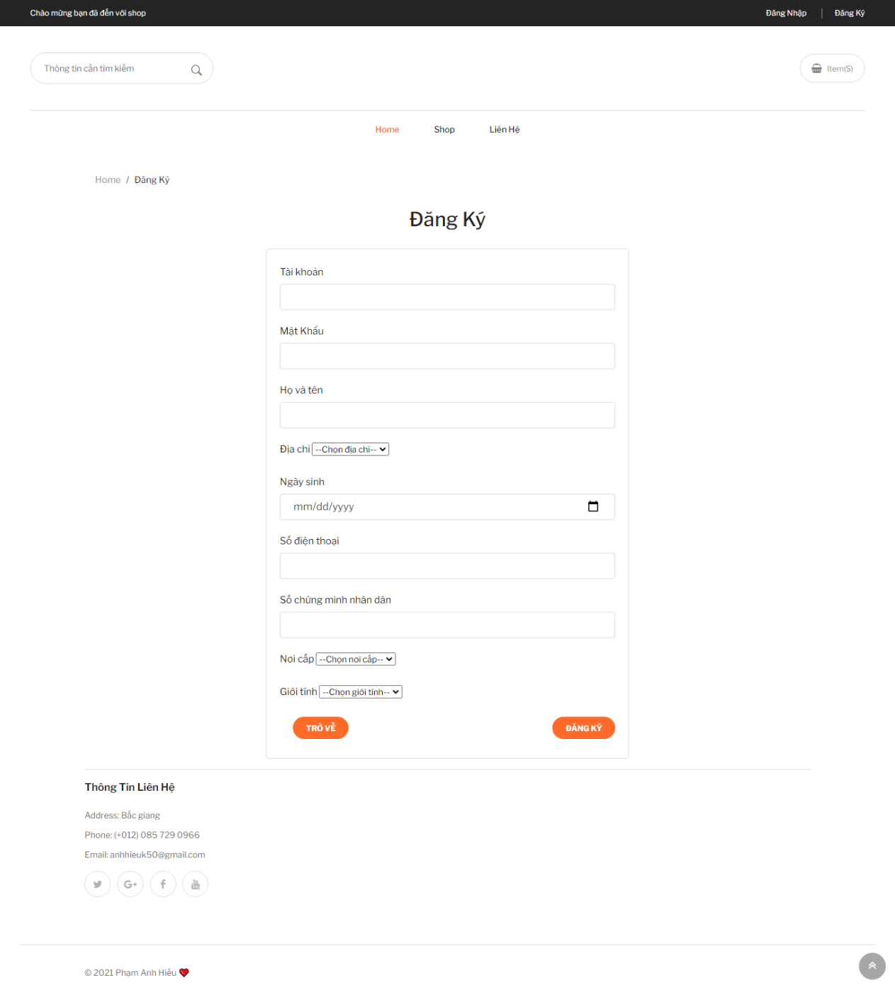 Chào mừng bạn đã đến với shop
Đăng Nhập | Đăng Ký
Thông tin cần tìm kiếm
Item(S)
Home Shop Liên Hệ
Home / Đăng Ký
Đăng Ký
Tài khoản
Mật Khẩu
Họ và tên
Địa chỉ --Chọn địa chỉ--
Ngày sinh
mm/dd/yyyy
Số điện thoại
Số chứng minh nhân dân
Nơi cấp --Chọn nơi cấp--
Giới tính --Chọn giới tính--
TRỞ VỀ ĐĂNG KÝ
Thông Tin Liên Hệ
Address: Bắc giang
Phone: (+012) 085 729 0966
Email: anhhieuk50@gmail.com
© 2021 Phạm Anh Hiếu ❤️